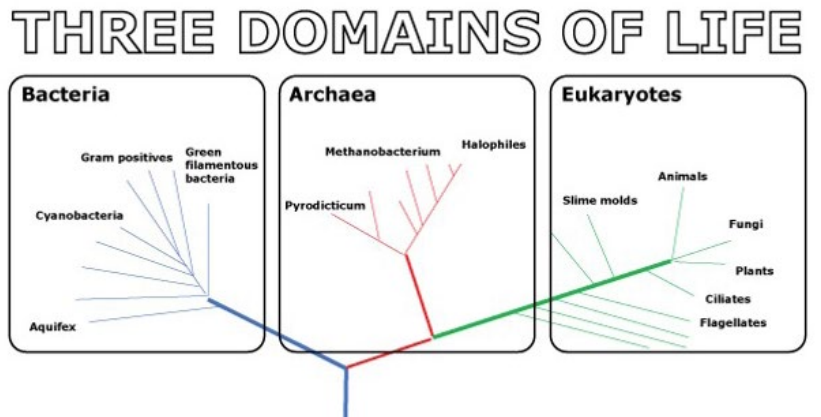 THREE DOMAINS OF LIFE
Bacteria
Gram positives
Green
filamentous
bacteria
Cyanobacteria
Aquifex
Archaea
Methanobacterium
Halophiles
Pyrodicticum
Eukaryotes
Animals
Slime molds
Fungi
Plants
Ciliates
Flagellates